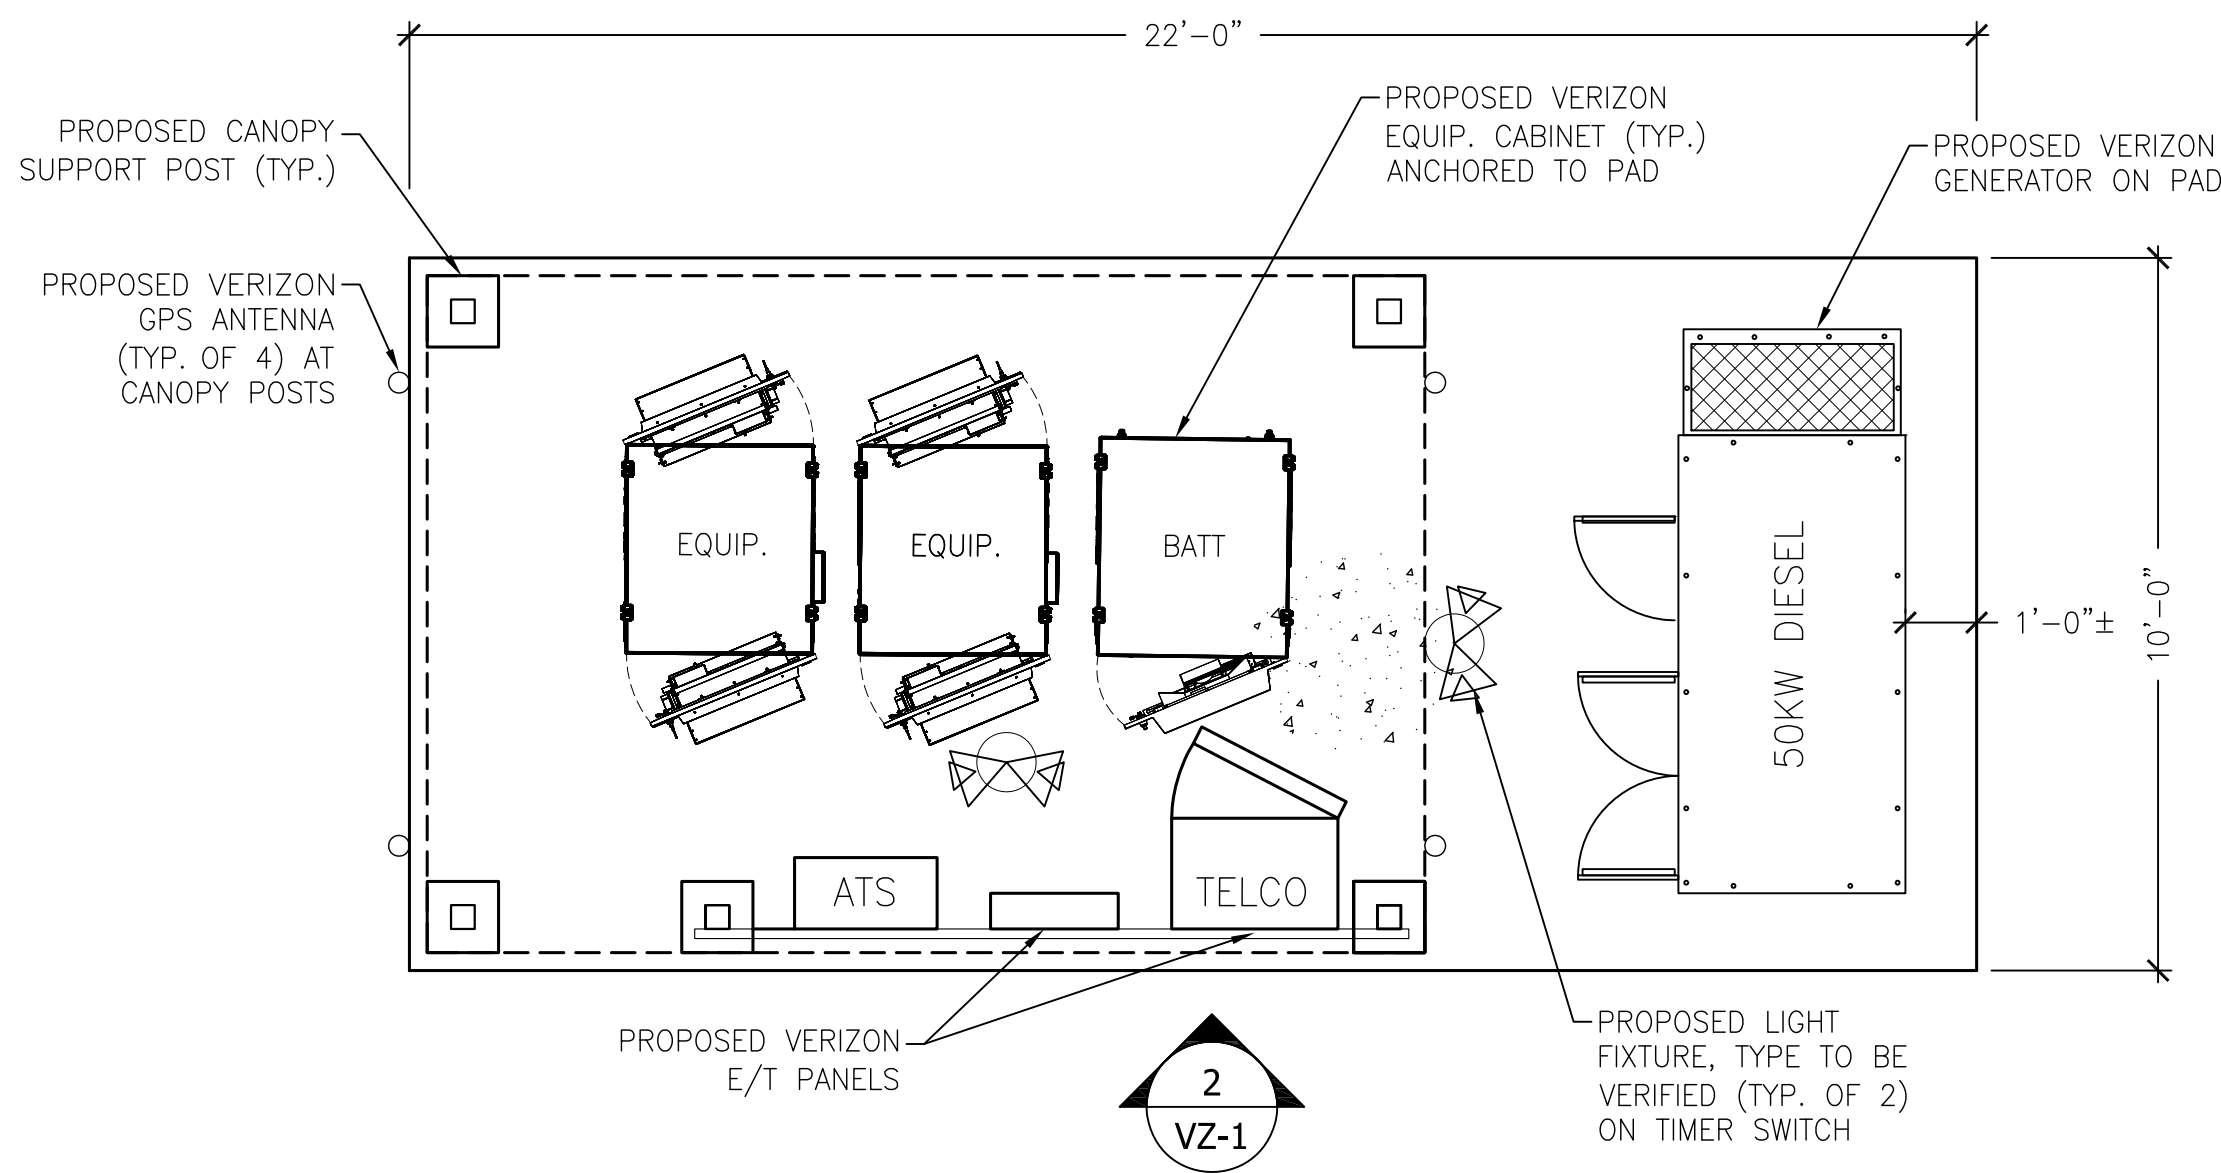 22'-0"
PROPOSED CANOPY
SUPPORT POST (TYP.)
PROPOSED VERIZON
EQUIP. CABINET (TYP.)
ANCHORED TO PAD
PROPOSED VERIZON
GENERATOR ON PAD
PROPOSED VERIZON
GPS ANTENNA
(TYP. OF 4) AT
CANOPY POSTS
EQUIP.
EQUIP.
BATT
50KW DIESEL
1'-0"±
10'-0"
ATS
TELCO
PROPOSED VERIZON
E/T PANELS
2
VZ-1
PROPOSED LIGHT
FIXTURE, TYPE TO BE
VERIFIED (TYP. OF 2)
ON TIMER SWITCH